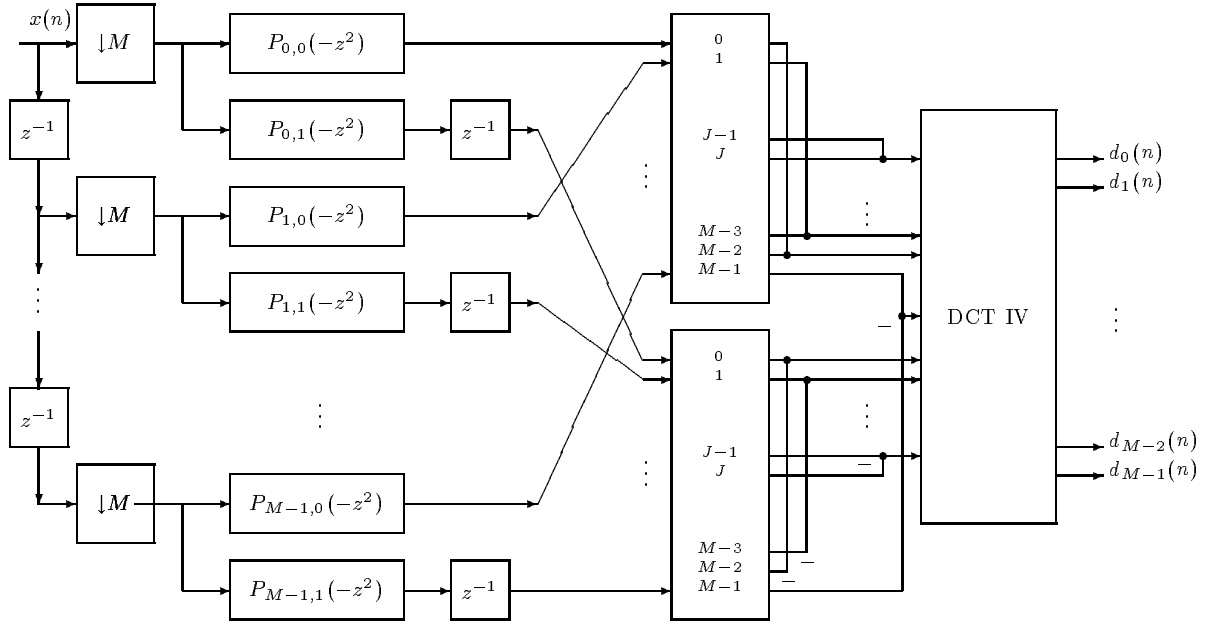 x(n)
↓M
P_{0,0}(−z^2)
P_{0,1}(−z^2)
z^{−1}
z^{−1}
↓M
P_{1,0}(−z^2)
P_{1,1}(−z^2)
z^{−1}
⋮
⋮
z^{−1}
↓M
P_{M−1,0}(−z^2)
P_{M−1,1}(−z^2)
z^{−1}
0
1
J−1
J
⋮
M−3
M−2
M−1
⋮
−
0
1
⋮
J−1
J
−
⋮
M−3
M−2
M−1
−
−
DCT IV
d_0(n)
d_1(n)
⋮
d_{M−2}(n)
d_{M−1}(n)